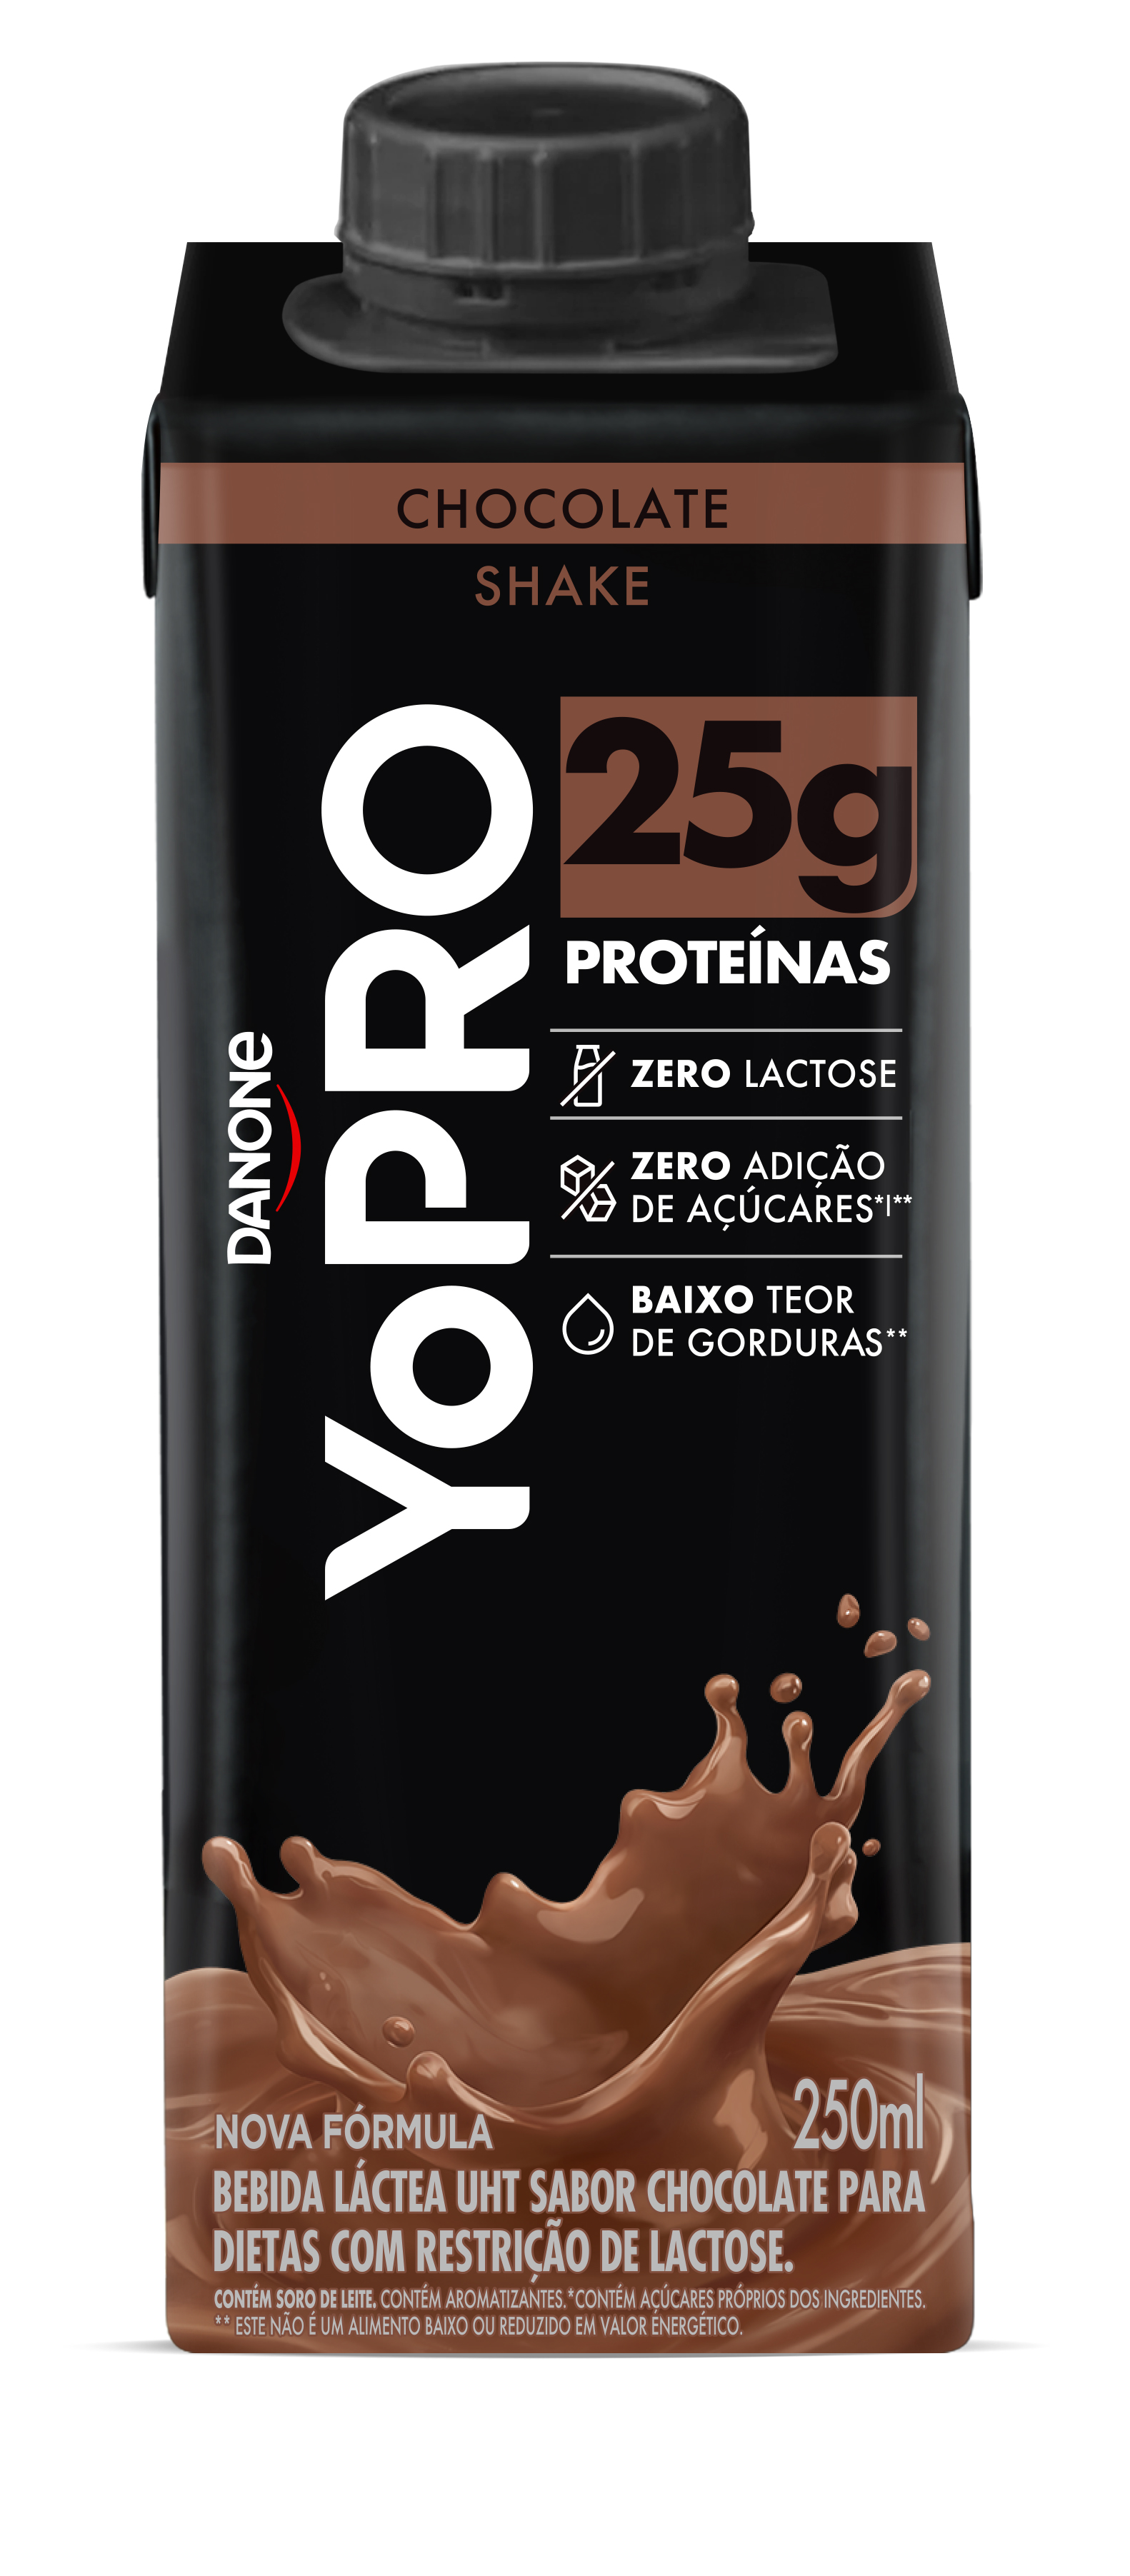 CHOCOLATE
SHAKE
DANONE
YoPRO
25g
PROTEÍNAS
ZERO LACTOSE
ZERO ADIÇÃO
DE AÇÚCARES*|**
BAIXO TEOR
DE GORDURAS**
NOVA FÓRMULA
250ml
BEBIDA LÁCTEA UHT SABOR CHOCOLATE PARA
DIETAS COM RESTRIÇÃO DE LACTOSE.
CONTÉM SORO DE LEITE. CONTÉM AROMATIZANTES.*CONTÉM AÇÚCARES PRÓPRIOS DOS INGREDIENTES.
** ESTE NÃO É UM ALIMENTO BAIXO OU REDUZIDO EM VALOR ENERGÉTICO.